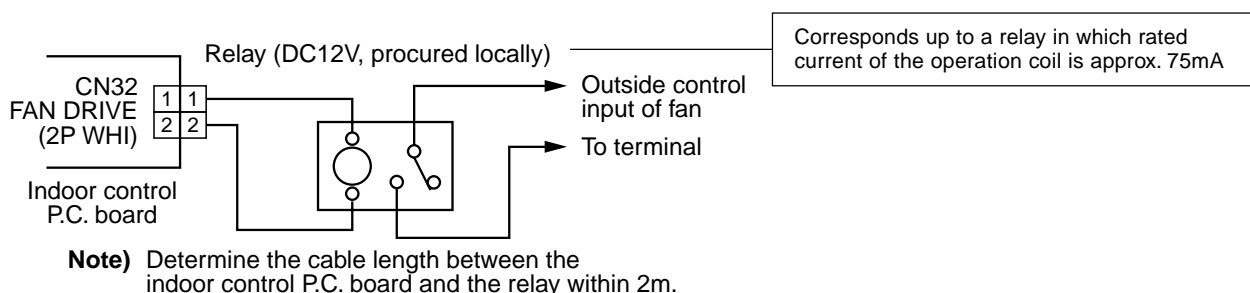 Relay (DC12V, procured locally)
Corresponds up to a relay in which rated
current of the operation coil is approx. 75mA
CN32
FAN DRIVE
(2P WHI)
1 1
2 2
Outside control
input of fan
To terminal
Indoor control
P.C. board
Note) Determine the cable length between the
indoor control P.C. board and the relay within 2m.